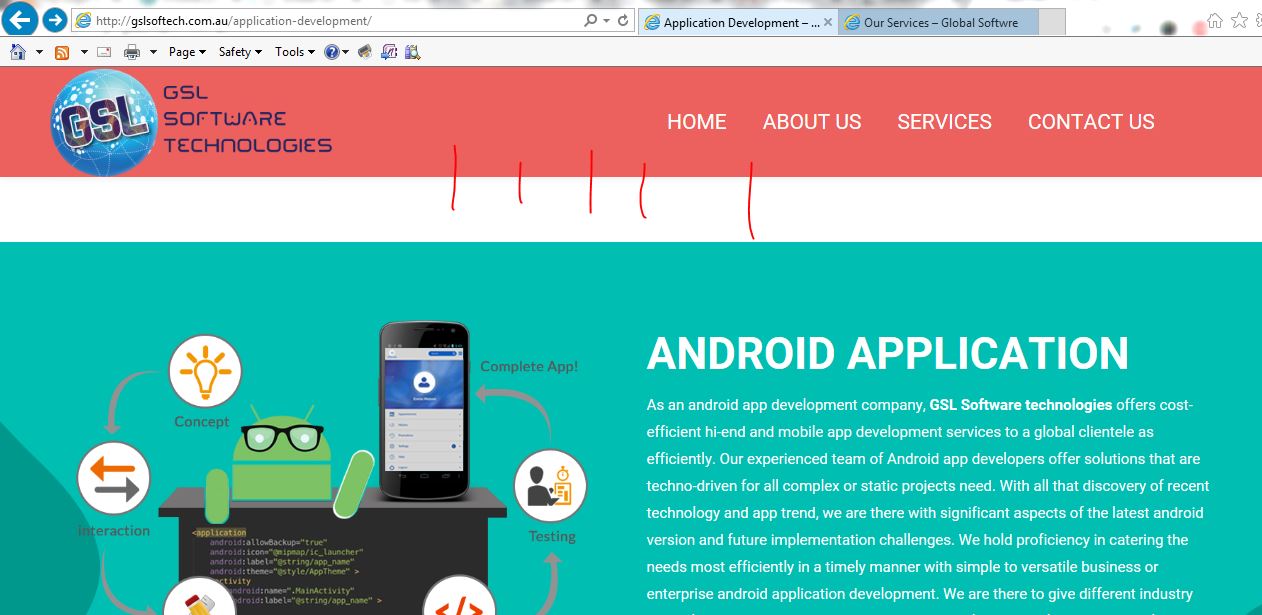 http://gslsoftech.com.au/application-development/
Application Development – ...
Our Services – Global Softwre
Page
Safety
Tools
GSL
GSL
SOFTWARE
TECHNOLOGIES
HOME ABOUT US SERVICES CONTACT US
Concept
interaction
Complete App!
Testing
<application
android:allowBackup="true"
android:icon="@mipmap/ic_launcher"
android:label="@string/app_name"
android:theme="@style/AppTheme" >
activity
android:name=".MainActivity"
android:label="@string/app_name" >
</>
ANDROID APPLICATION
As an android app development company, GSL Software technologies offers cost-
efficient hi-end and mobile app development services to a global clientele as
efficiently. Our experienced team of Android app developers offer solutions that are
techno-driven for all complex or static projects need. With all that discovery of recent
technology and app trend, we are there with significant aspects of the latest android
version and future implementation challenges. We hold proficiency in catering the
needs most efficiently in a timely manner with simple to versatile business or
enterprise android application development. We are there to give different industry